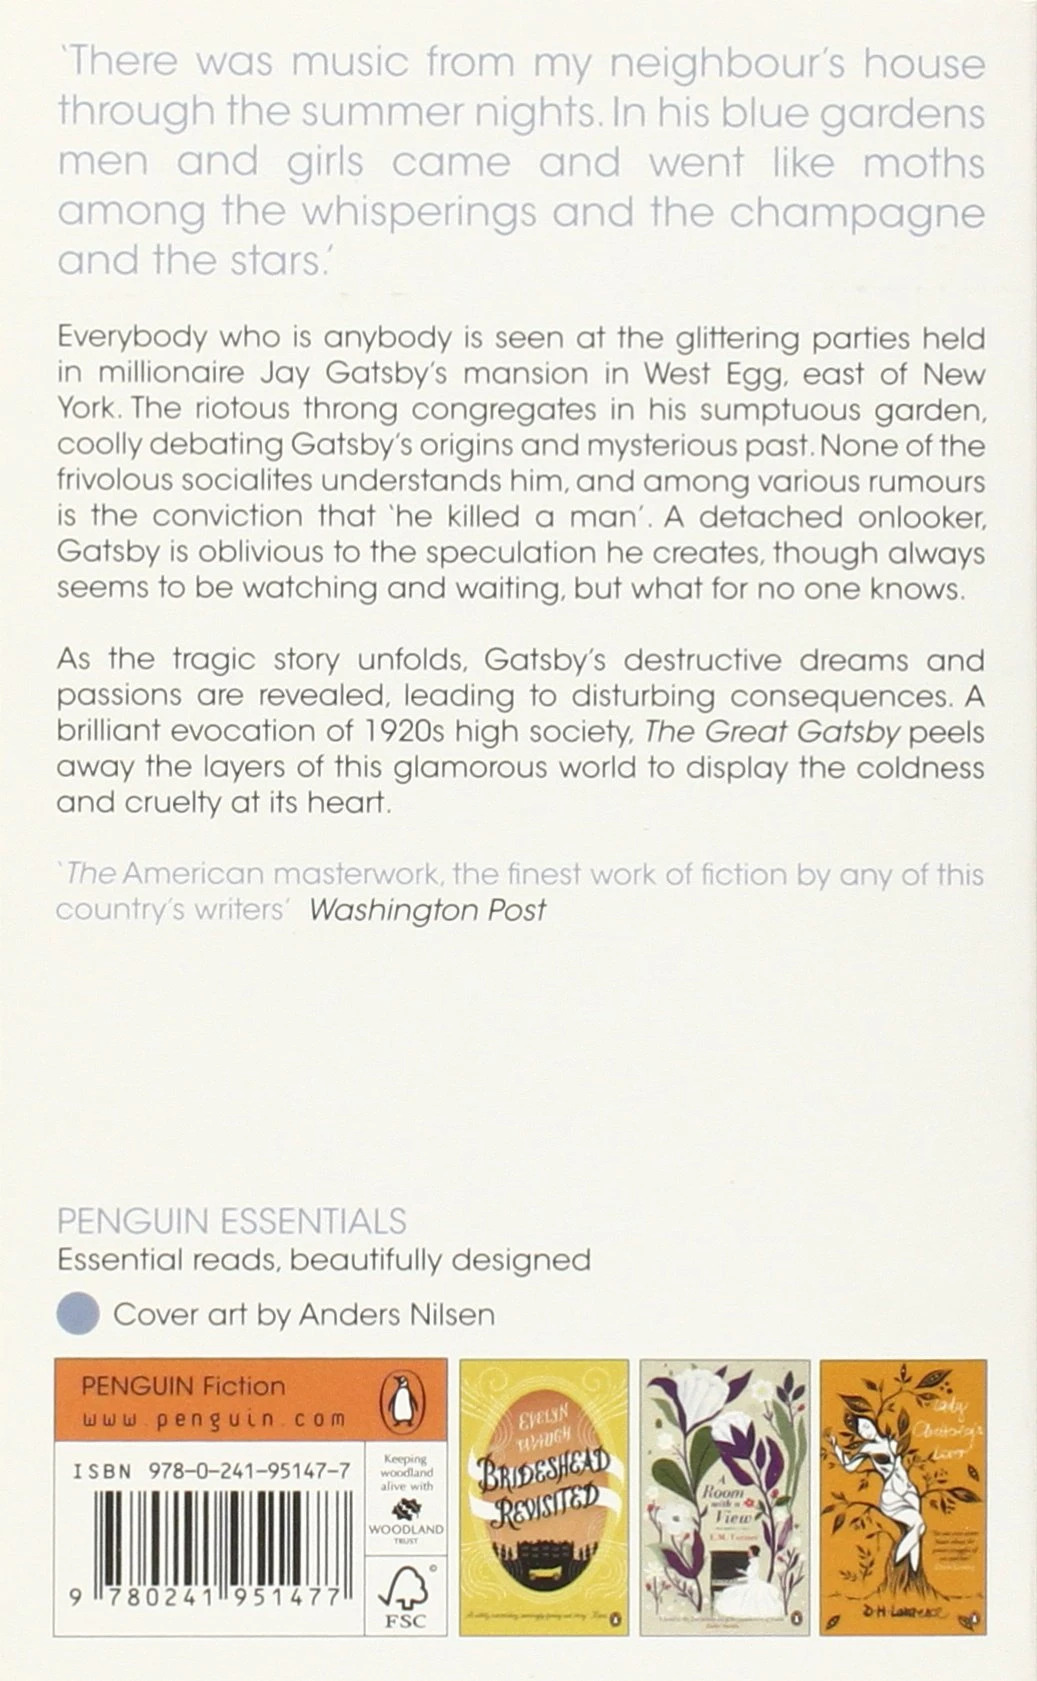 ‘There was music from my neighbour’s house
through the summer nights. In his blue gardens
men and girls came and went like moths
among the whisperings and the champagne
and the stars.’
Everybody who is anybody is seen at the glittering parties held
in millionaire Jay Gatsby’s mansion in West Egg, east of New
York. The riotous throng congregates in his sumptuous garden,
coolly debating Gatsby’s origins and mysterious past. None of the
frivolous socialites understands him, and among various rumours
is the conviction that ‘he killed a man’. A detached onlooker,
Gatsby is oblivious to the speculation he creates, though always
seems to be watching and waiting, but what for no one knows.
As the tragic story unfolds, Gatsby’s destructive dreams and
passions are revealed, leading to disturbing consequences. A
brilliant evocation of 1920s high society, The Great Gatsby peels
away the layers of this glamorous world to display the coldness
and cruelty at its heart.
‘The American masterwork, the finest work of fiction by any of this
country’s writers’ Washington Post
PENGUIN ESSENTIALS
Essential reads, beautifully designed
Cover art by Anders Nilsen
PENGUIN Fiction
www.penguin.com
ISBN 978-0-241-95147-7
9 780241 951477
Keeping
woodland
alive with
WOODLAND
TRUST
FSC
EVELYN
WAUGH
BRIDESHEAD
REVISITED
A
Room
with a
View
E. M. Forster
Lady
Chatterley's
Lover
D·H·Lawrence